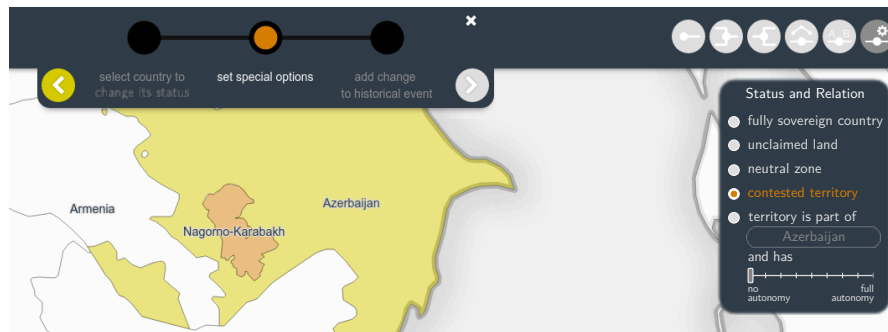 select country to
change its status
set special options
add change
to historical event
A B
Status and Relation
fully sovereign country
unclaimed land
neutral zone
contested territory
territory is part of
Azerbaijan
and has
no
autonomy
full
autonomy
Armenia
Azerbaijan
Nagorno-Karabakh